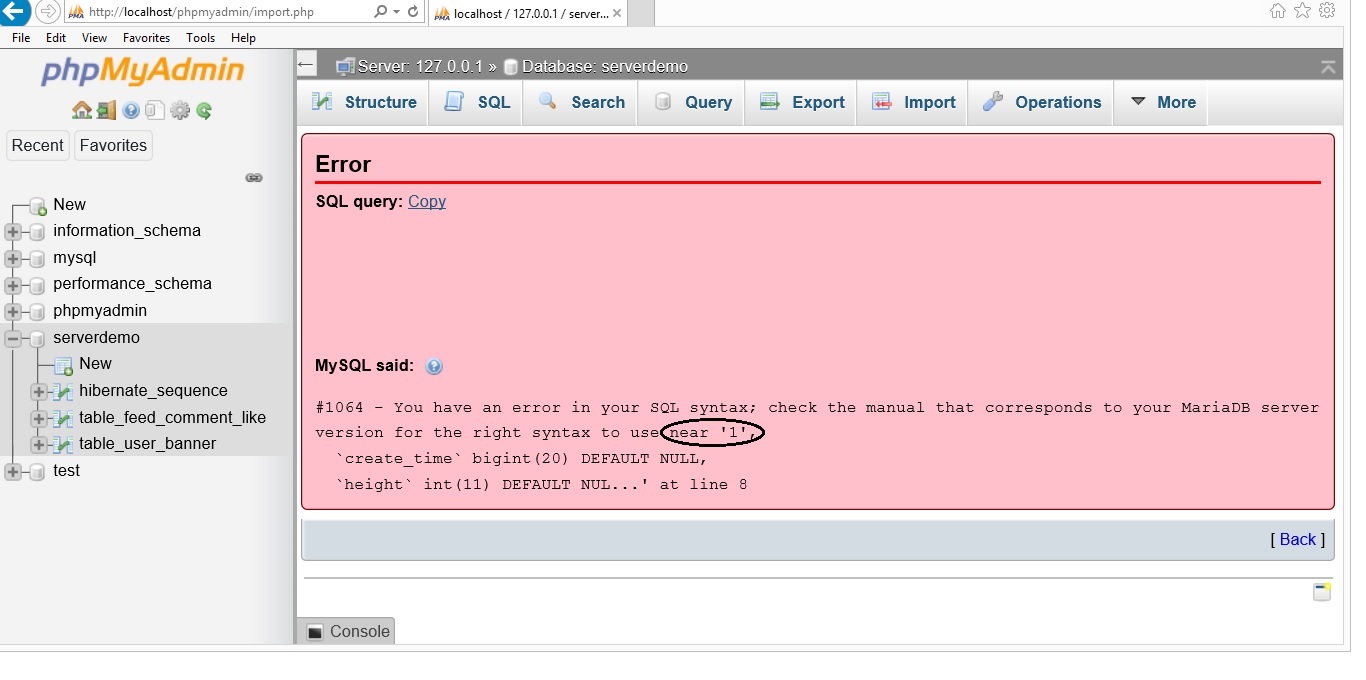 http://localhost/phpmyadmin/import.php
localhost / 127.0.0.1 / server...
File Edit View Favorites Tools Help
phpMyAdmin
Recent Favorites
New
information_schema
mysql
performance_schema
phpmyadmin
serverdemo
New
hibernate_sequence
table_feed_comment_like
table_user_banner
test
Server: 127.0.0.1 » Database: serverdemo
Structure SQL Search Query Export Import Operations More
Error
SQL query: Copy
MySQL said:
#1064 - You have an error in your SQL syntax; check the manual that corresponds to your MariaDB server
version for the right syntax to use near '1',
`create_time` bigint(20) DEFAULT NULL,
`height` int(11) DEFAULT NUL...' at line 8
[ Back ]
Console